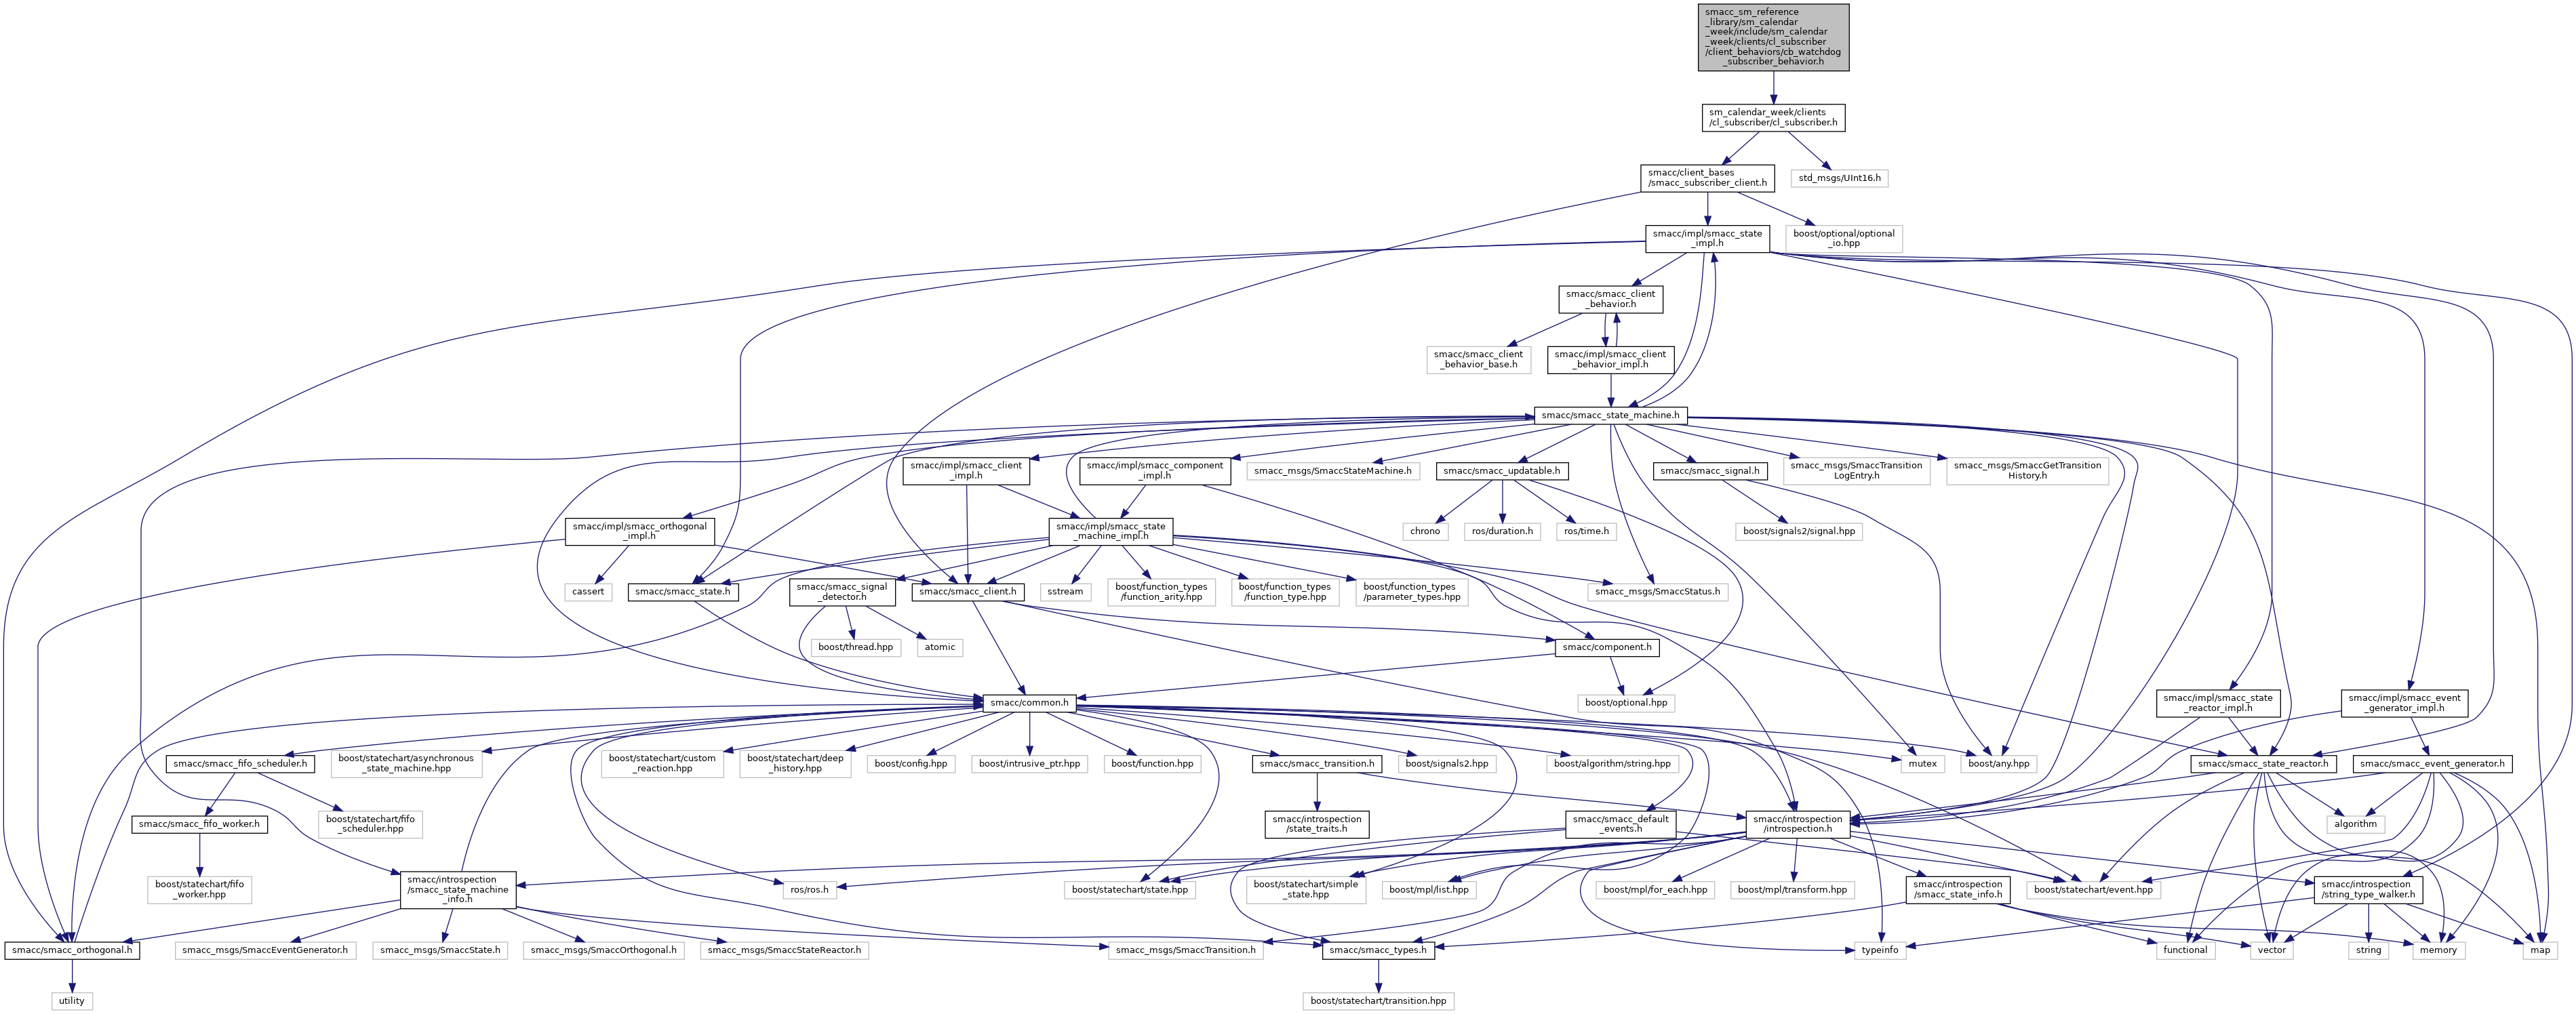 smacc_sm_reference
_library/sm_calendar
_week/include/sm_calendar
_week/clients/cl_subscriber
/client_behaviors/cb_watchdog
_subscriber_behavior.h
sm_calendar_week/clients
/cl_subscriber/cl_subscriber.h
smacc/client_bases
/smacc_subscriber_client.h
std_msgs/UInt16.h
smacc/impl/smacc_state
_impl.h
boost/optional/optional
_io.hpp
smacc/smacc_client
_behavior.h
smacc/smacc_client
_behavior_base.h
smacc/impl/smacc_client
_behavior_impl.h
smacc/smacc_state_machine.h
smacc/impl/smacc_client
_impl.h
smacc/impl/smacc_component
_impl.h
smacc_msgs/SmaccStateMachine.h
smacc/smacc_updatable.h
smacc/smacc_signal.h
smacc_msgs/SmaccTransition
LogEntry.h
smacc_msgs/SmaccGetTransition
History.h
smacc/impl/smacc_orthogonal
_impl.h
smacc/impl/smacc_state
_machine_impl.h
chrono
ros/duration.h
ros/time.h
boost/signals2/signal.hpp
cassert
smacc/smacc_state.h
smacc/smacc_signal
_detector.h
smacc/smacc_client.h
sstream
boost/function_types
/function_arity.hpp
boost/function_types
/function_type.hpp
boost/function_types
/parameter_types.hpp
smacc_msgs/SmaccStatus.h
boost/thread.hpp
atomic
smacc/component.h
smacc/common.h
boost/optional.hpp
smacc/impl/smacc_state
_reactor_impl.h
smacc/impl/smacc_event
_generator_impl.h
smacc/smacc_fifo_scheduler.h
boost/statechart/asynchronous
_state_machine.hpp
boost/statechart/custom
_reaction.hpp
boost/statechart/deep
_history.hpp
boost/config.hpp
boost/intrusive_ptr.hpp
boost/function.hpp
smacc/smacc_transition.h
boost/signals2.hpp
boost/algorithm/string.hpp
mutex
boost/any.hpp
smacc/smacc_state_reactor.h
smacc/smacc_event_generator.h
smacc/smacc_fifo_worker.h
boost/statechart/fifo
_scheduler.hpp
smacc/introspection
/state_traits.h
smacc/smacc_default
_events.h
smacc/introspection
/introspection.h
algorithm
boost/statechart/fifo
_worker.hpp
smacc/introspection
/smacc_state_machine
_info.h
ros/ros.h
boost/statechart/state.hpp
boost/statechart/simple
_state.hpp
boost/mpl/list.hpp
boost/mpl/for_each.hpp
boost/mpl/transform.hpp
smacc/introspection
/smacc_state_info.h
boost/statechart/event.hpp
smacc/introspection
/string_type_walker.h
smacc/smacc_orthogonal.h
smacc_msgs/SmaccEventGenerator.h
smacc_msgs/SmaccState.h
smacc_msgs/SmaccOrthogonal.h
smacc_msgs/SmaccStateReactor.h
smacc_msgs/SmaccTransition.h
smacc/smacc_types.h
typeinfo
functional
vector
string
memory
map
utility
boost/statechart/transition.hpp